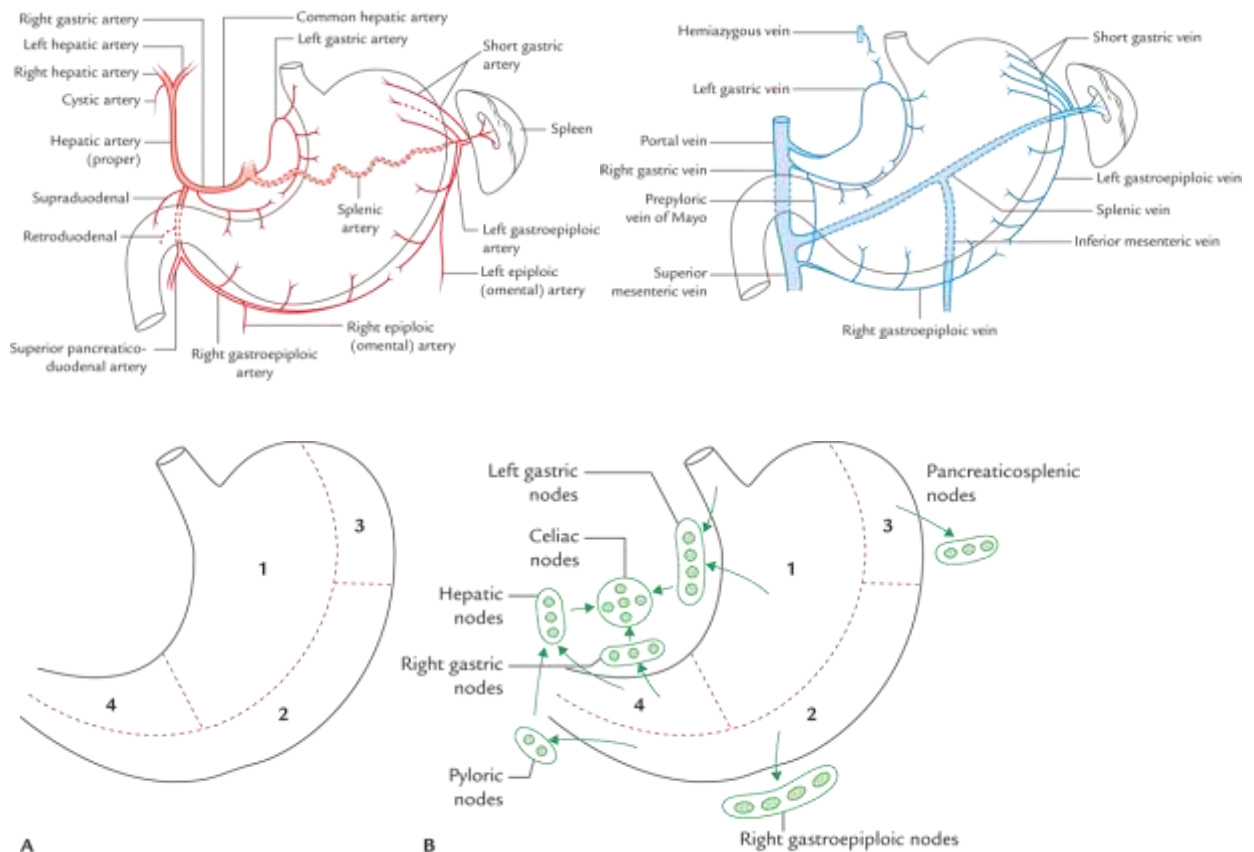 Right gastric artery
Left hepatic artery
Right hepatic artery
Cystic artery
Hepatic artery
(proper)
Supraduodenal
Retroduodenal
Superior pancreatico-
duodenal artery
Common hepatic artery
Left gastric artery
Short gastric
artery
Spleen
Splenic
artery
Left gastroepiploic
artery
Left epiploic
(omental) artery
Right epiploic
(omental) artery
Right gastroepiploic
artery
Hemiazygous vein
Left gastric vein
Portal vein
Right gastric vein
Prepyloric
vein of Mayo
Superior
mesenteric vein
Short gastric vein
Left gastroepiploic vein
Splenic vein
Inferior mesenteric vein
Right gastroepiploic vein
1
3
4
2
A
Left gastric
nodes
Celiac
nodes
Hepatic
nodes
Right gastric
nodes
Pyloric
nodes
Pancreaticosplenic
nodes
1
3
4
2
Right gastroepiploic nodes
B